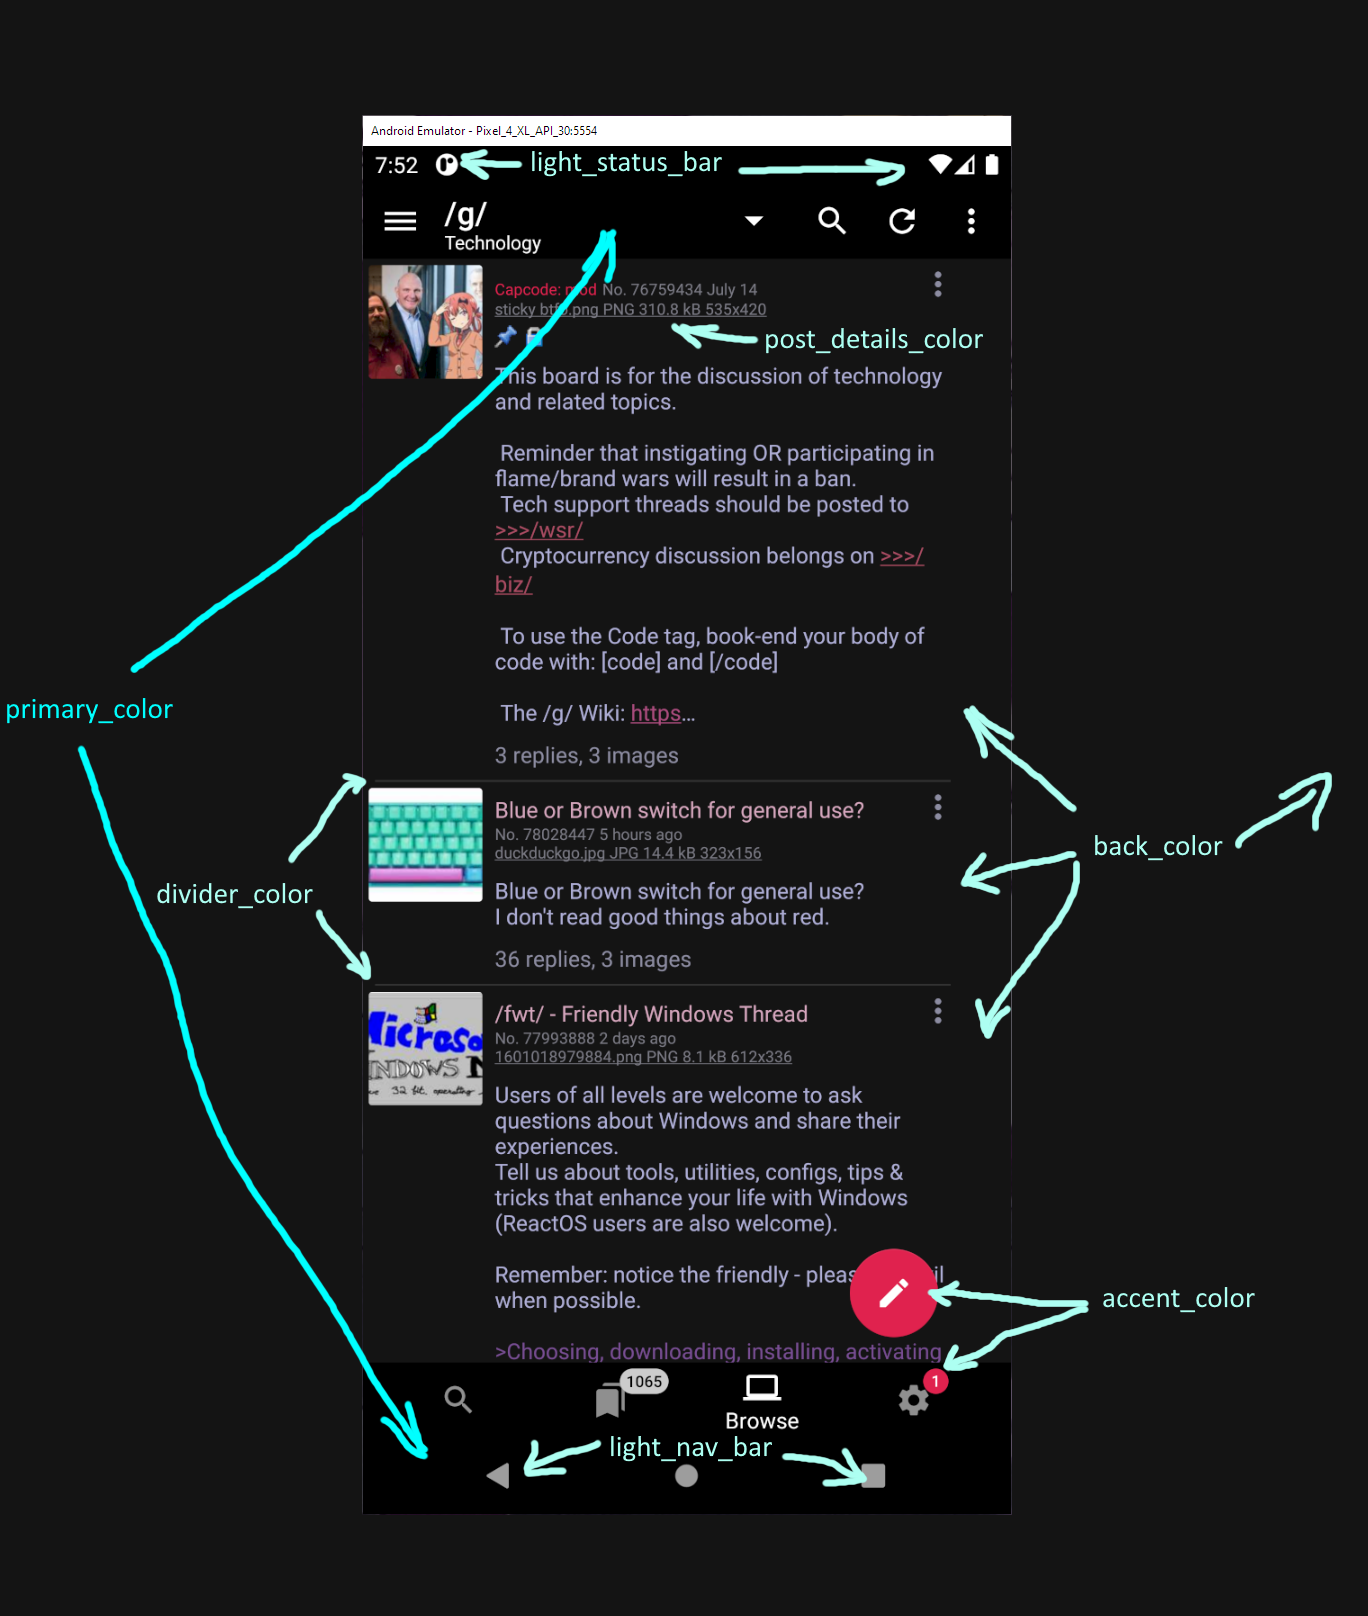 Android Emulator - Pixel_4_XL_API_30:5554
7:52
light_status_bar
/g/
Technology
Capcode: mod No. 76759434 July 14
sticky btfo.png PNG 310.8 kB 535x420
post_details_color
This board is for the discussion of technology
and related topics.
Reminder that instigating OR participating in
flame/brand wars will result in a ban.
Tech support threads should be posted to
>>>/wsr/
Cryptocurrency discussion belongs on >>>/
biz/
To use the Code tag, book-end your body of
code with: [code] and [/code]
primary_color
The /g/ Wiki: https...
3 replies, 3 images
Blue or Brown switch for general use?
No. 78028447 5 hours ago
duckduckgo.jpg JPG 14.4 kB 323x156
back_color
divider_color
Blue or Brown switch for general use?
I don't read good things about red.
36 replies, 3 images
/fwt/ - Friendly Windows Thread
No. 77993888 2 days ago
1601018979884.png PNG 8.1 kB 612x336
Microso
INDOWS
32 bit operating
Users of all levels are welcome to ask
questions about Windows and share their
experiences.
Tell us about tools, utilities, configs, tips &
tricks that enhance your life with Windows
(ReactOS users are also welcome).
Remember: notice the friendly - please
when possible.
accent_color
>Choosing, downloading, installing, activating
1065
1
Browse
light_nav_bar